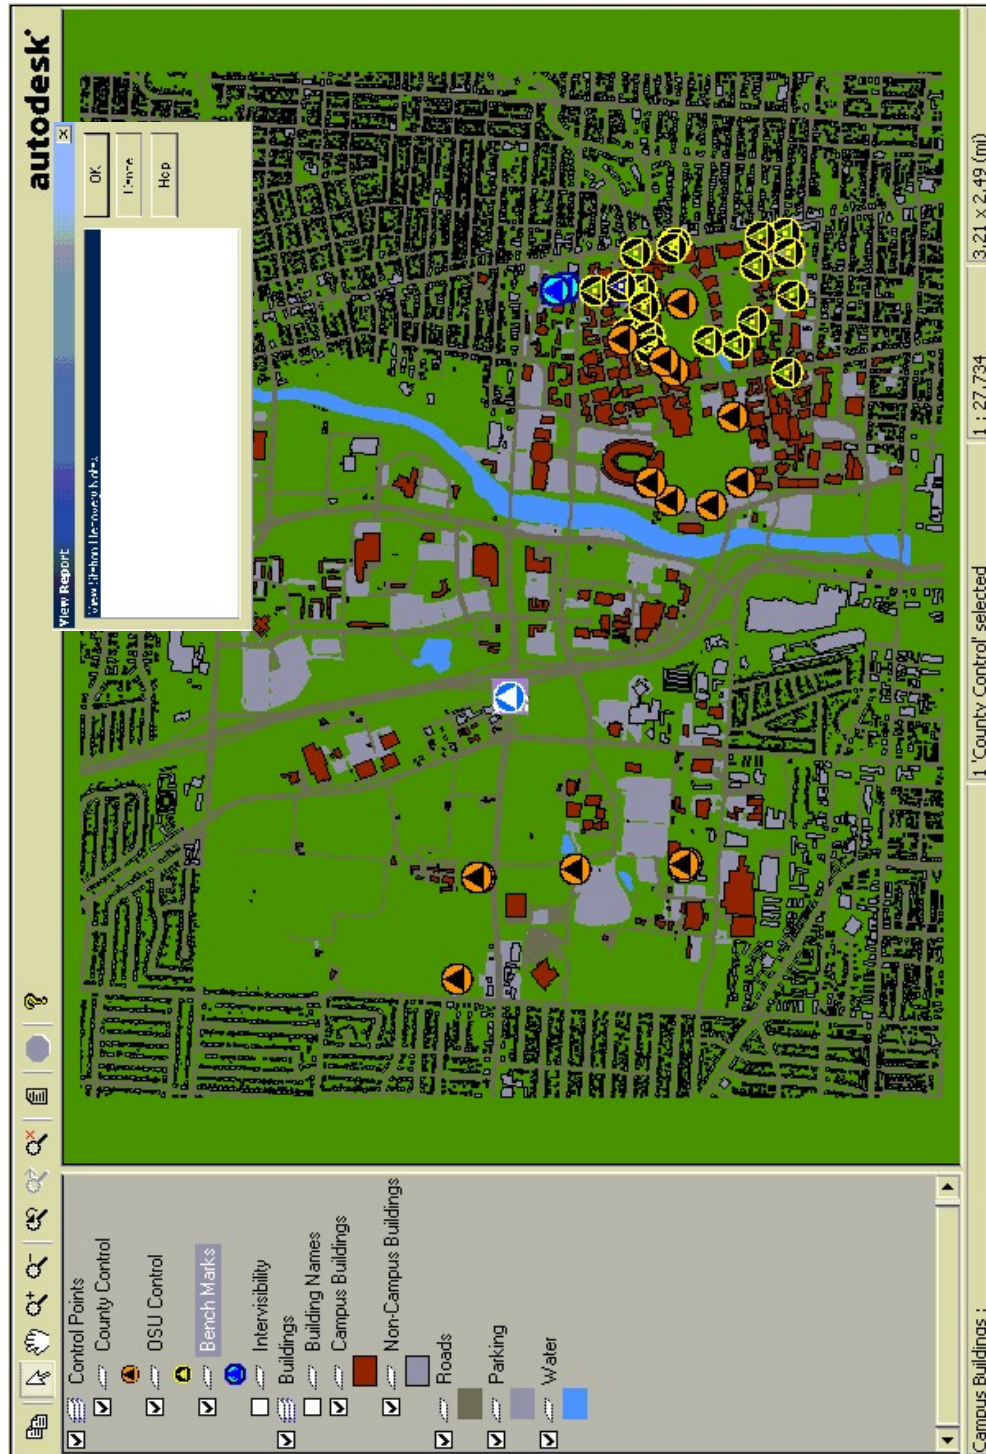 autodesk
View Report
OK
Control Points
County Control
OSU Control
Bench Marks
Intervisibility
Buildings
Building Names
Campus Buildings
Non-Campus Buildings
Roads
Parking
Water
Campus Buildings :
1 'County Control' selected
1 : 27,734
3.21 x 2.49 (mi)